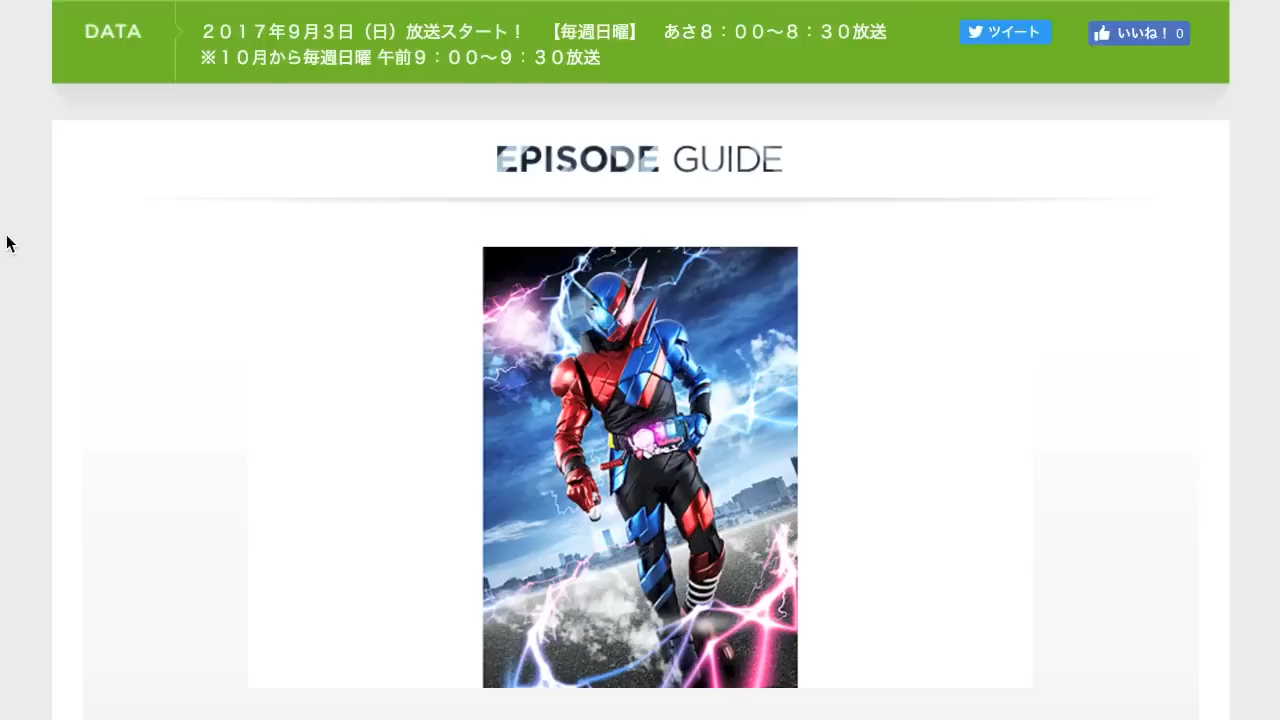 DATA
２０１７年９月３日（日）放送スタート！　【毎週日曜】　あさ８：００〜８：３０放送
※１０月から毎週日曜 午前９：００〜９：３０放送
ツイート
いいね！ 0
EPISODE GUIDE